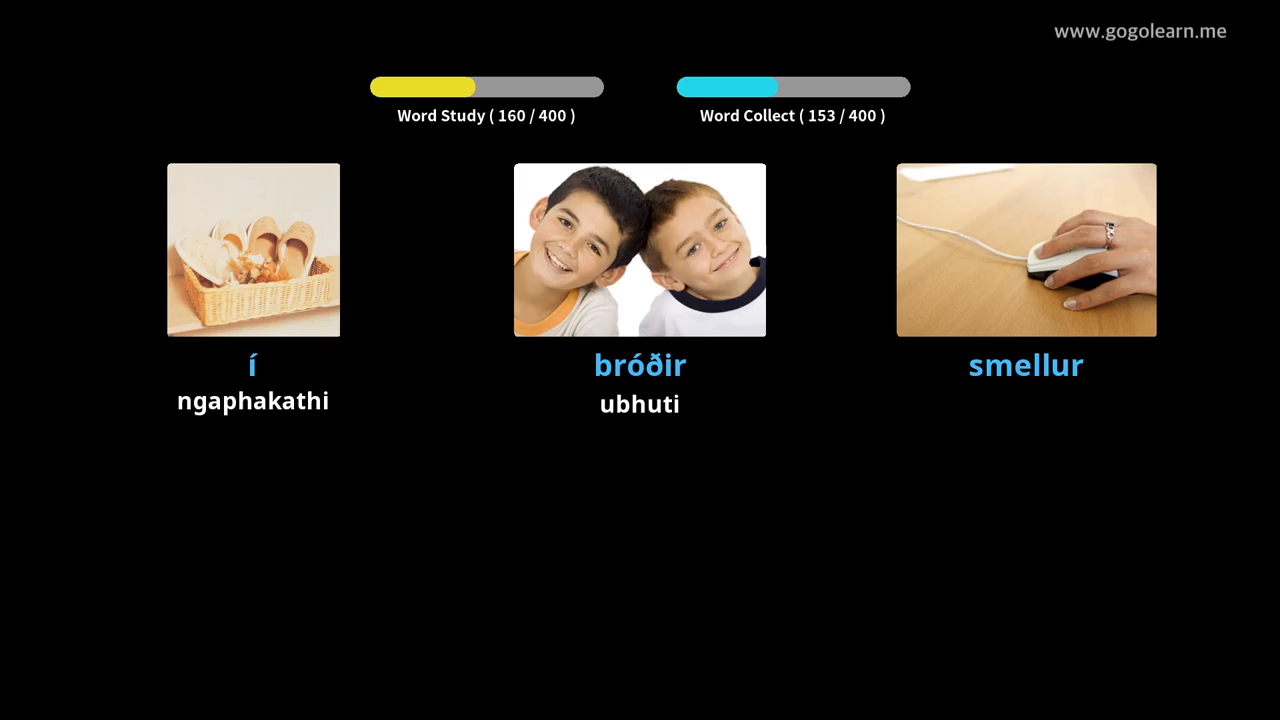 www.gogolearn.me
Word Study ( 160 / 400 )
Word Collect ( 153 / 400 )
í
bróðir
smellur
ngaphakathi
ubhuti